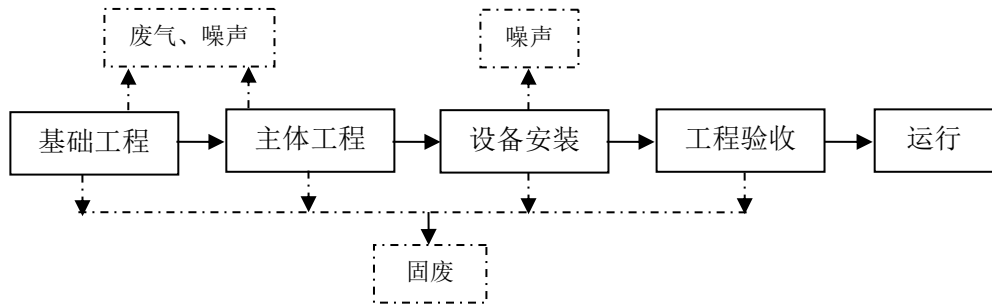 废气、噪声
噪声
基础工程
主体工程
设备安装
工程验收
运行
固废